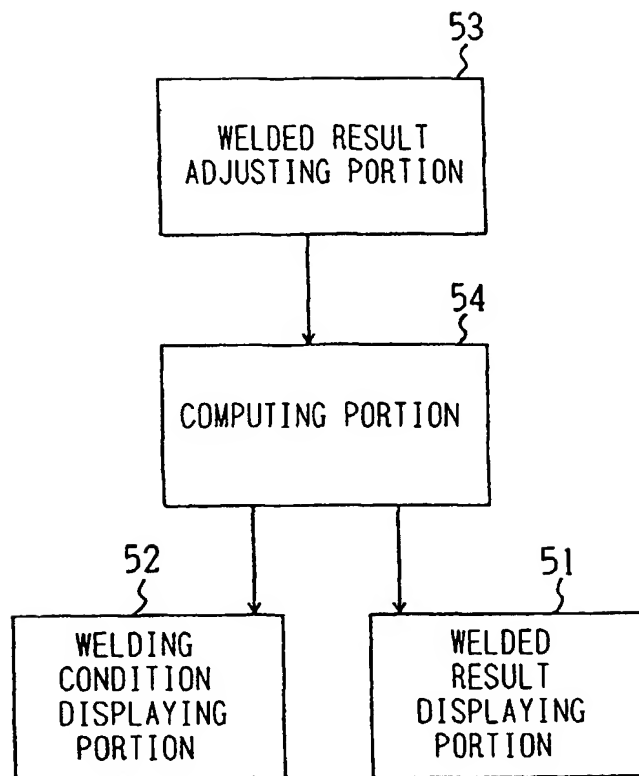 53
WELDED RESULT
ADJUSTING PORTION
54
COMPUTING PORTION
52
WELDING
CONDITION
DISPLAYING
PORTION
51
WELDED
RESULT
DISPLAYING
PORTION